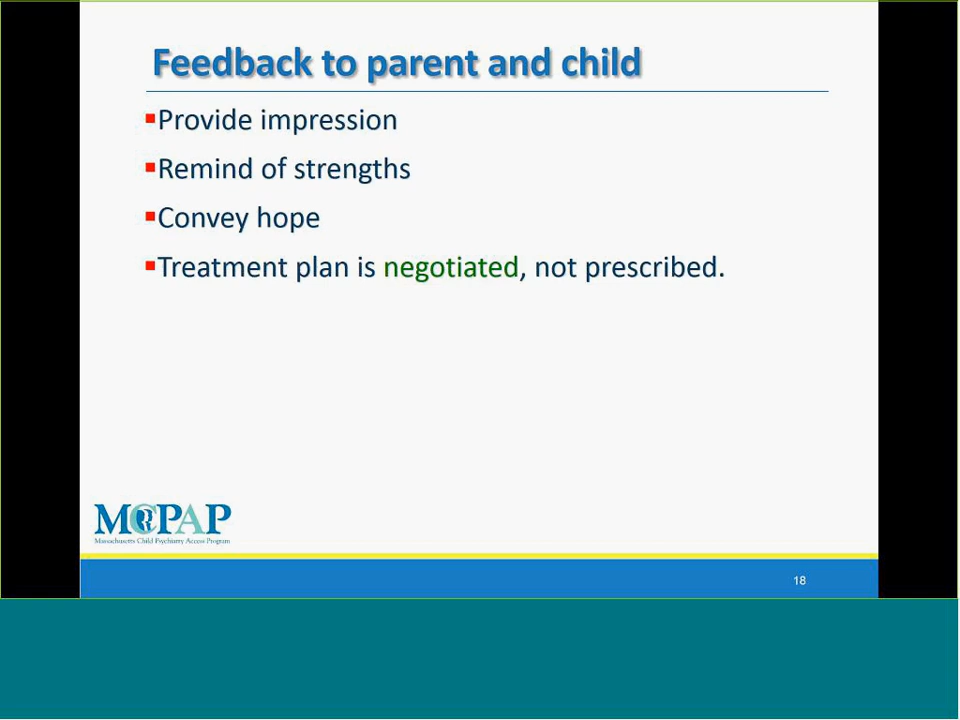 Feedback to parent and child
▪Provide impression
▪Remind of strengths
▪Convey hope
▪Treatment plan is negotiated, not prescribed.
MCPAP
Massachusetts Child Psychiatry Access Program
18